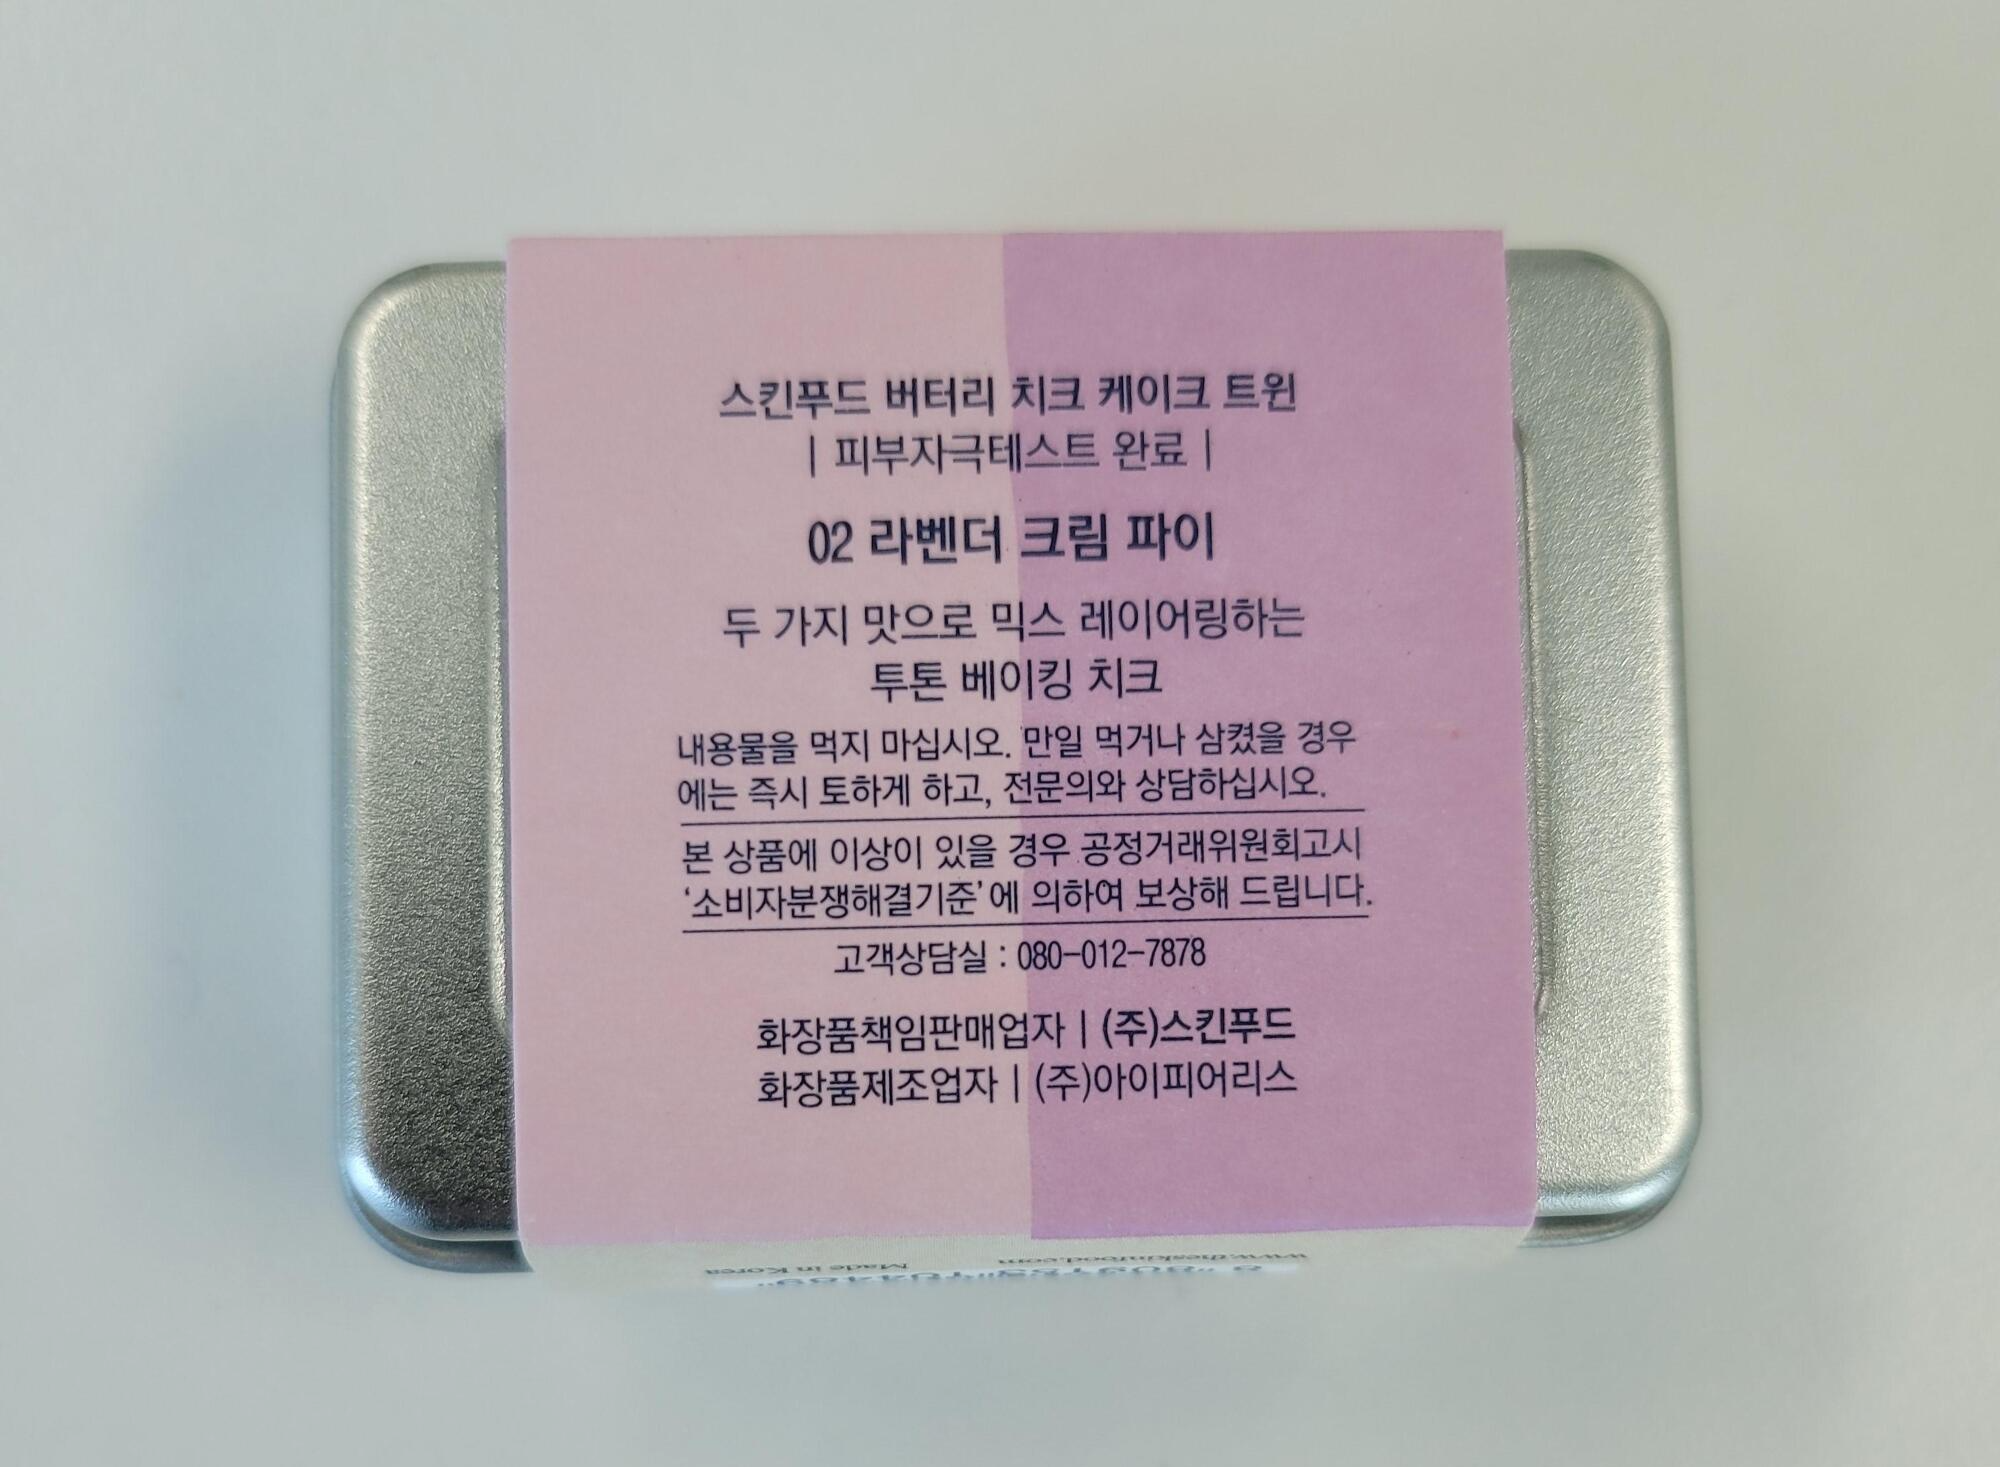 스킨푸드 버터리 치크 케이크 트윈
| 피부자극테스트 완료 |
02 라벤더 크림 파이
두 가지 맛으로 믹스 레이어링하는
투톤 베이킹 치크
내용물을 먹지 마십시오. 만일 먹거나 삼켰을 경우
에는 즉시 토하게 하고, 전문의와 상담하십시오.
본 상품에 이상이 있을 경우 공정거래위원회고시
‘소비자분쟁해결기준’에 의하여 보상해 드립니다.
고객상담실 : 080-012-7878
화장품책임판매업자 | (주)스킨푸드
화장품제조업자 | (주)아이피어리스
www.theskinfood.com
Made in Korea